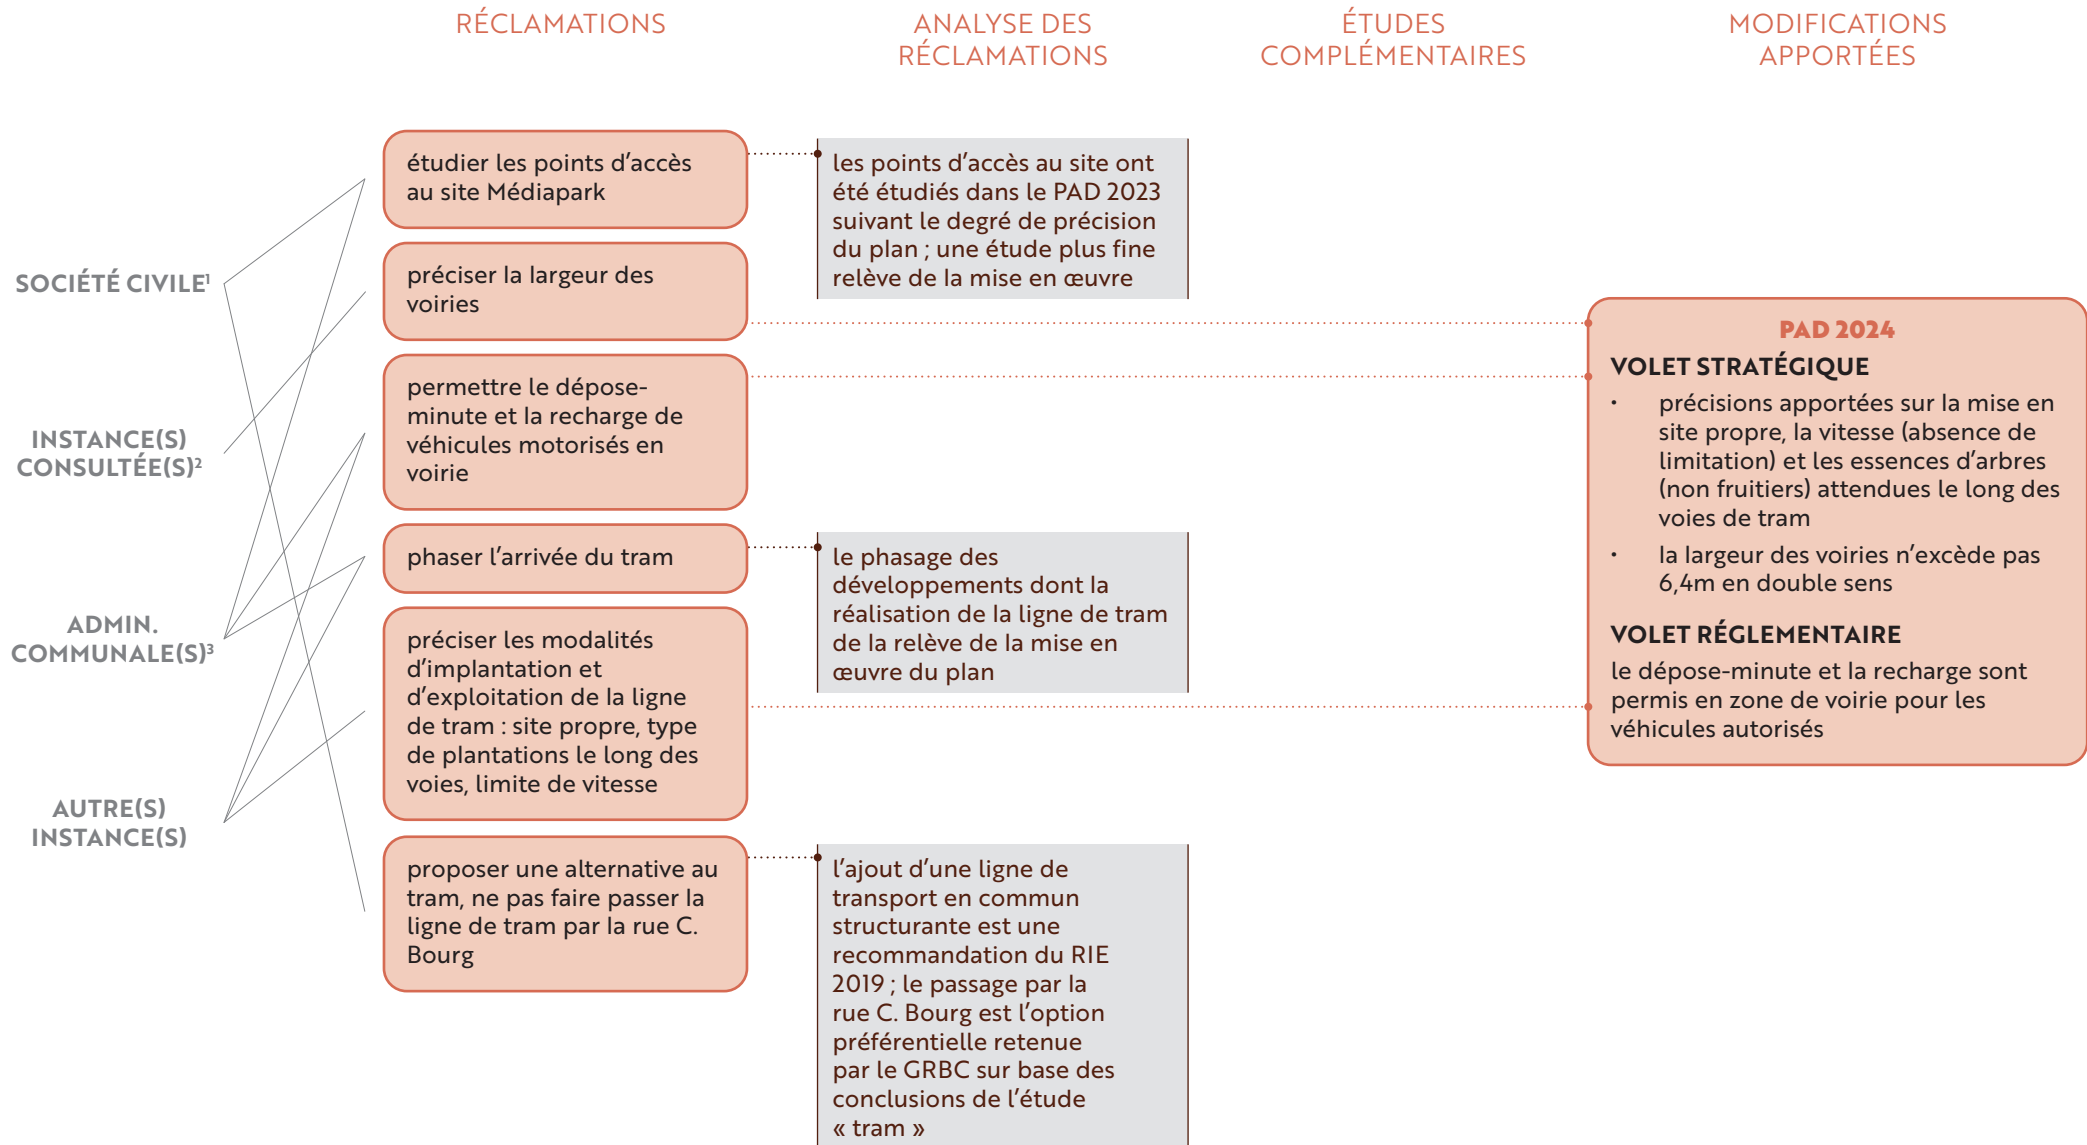 RÉCLAMATIONS
ANALYSE DES
RÉCLAMATIONS
ÉTUDES
COMPLÉMENTAIRES
MODIFICATIONS
APPORTÉES
SOCIÉTÉ CIVILE¹
INSTANCE(S)
CONSULTÉE(S)²
ADMIN.
COMMUNALE(S)³
AUTRE(S)
INSTANCE(S)
étudier les points d’accès
au site Médiapark
préciser la largeur des
voiries
permettre le dépose-
minute et la recharge de
véhicules motorisés en
voirie
phaser l’arrivée du tram
préciser les modalités
d’implantation et
d’exploitation de la ligne
de tram : site propre, type
de plantations le long des
voies, limite de vitesse
proposer une alternative au
tram, ne pas faire passer la
ligne de tram par la rue C.
Bourg
les points d’accès au site ont
été étudiés dans le PAD 2023
suivant le degré de précision
du plan ; une étude plus fine
relève de la mise en œuvre
le phasage des
développements dont la
réalisation de la ligne de tram
de la relève de la mise en
œuvre du plan
l’ajout d’une ligne de
transport en commun
structurante est une
recommandation du RIE
2019 ; le passage par la
rue C. Bourg est l’option
préférentielle retenue
par le GRBC sur base des
conclusions de l’étude
« tram »
PAD 2024
VOLET STRATÉGIQUE
• précisions apportées sur la mise en
site propre, la vitesse (absence de
limitation) et les essences d’arbres
(non fruitiers) attendues le long des
voies de tram
• la largeur des voiries n’excède pas
6,4m en double sens
VOLET RÉGLEMENTAIRE
le dépose-minute et la recharge sont
permis en zone de voirie pour les
véhicules autorisés